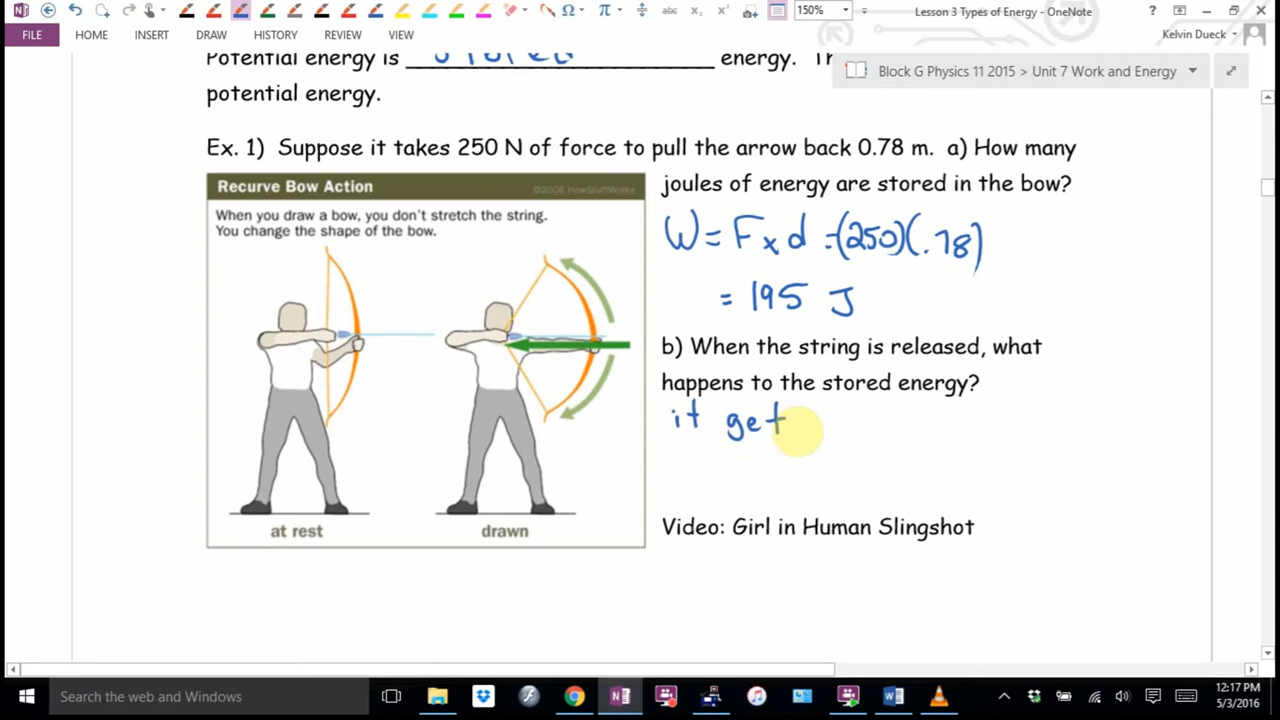 150%
Lesson 3 Types of Energy - OneNote
FILE HOME INSERT DRAW HISTORY REVIEW VIEW
Kelvin Dueck
Potential energy is stored energy. Th
Block G Physics 11 2015 > Unit 7 Work and Energy
potential energy.
Ex. 1) Suppose it takes 250 N of force to pull the arrow back 0.78 m. a) How many
joules of energy are stored in the bow?
Recurve Bow Action
©2006 HowStuffWorks
When you draw a bow, you don't stretch the string.
You change the shape of the bow.
W = F x d = (250)(.78)
= 195 J
b) When the string is released, what
happens to the stored energy?
it get
at rest
drawn
Video: Girl in Human Slingshot
Search the web and Windows
12:17 PM
5/3/2016